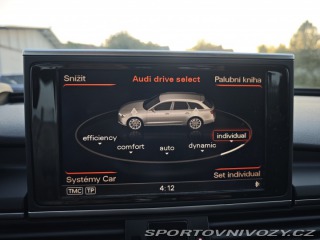 Snížit Audi drive select Palubní kniha
efficiency individual
comfort auto dynamic
Systémy Car Set individual
TMC TP 4:12
SPORTOVNIVOZY.CZ